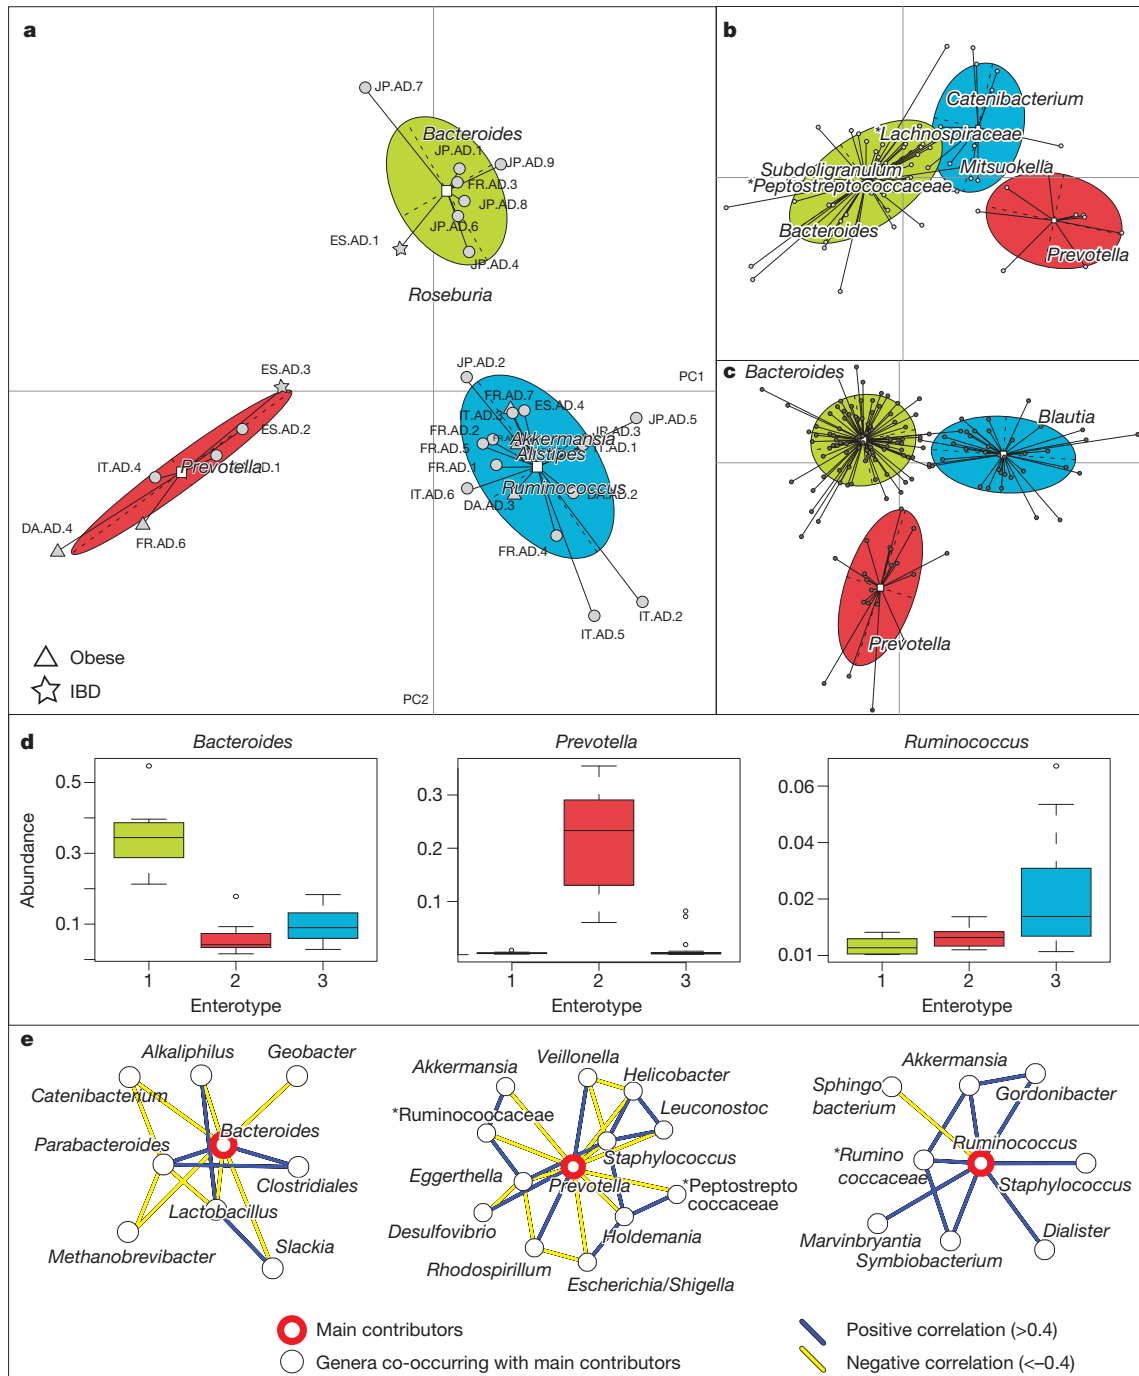 a
JP.AD.7
Bacteroides
JP.AD.1
JP.AD.9
FR.AD.3
JP.AD.8
JP.AD.6
ES.AD.1
JP.AD.4
Roseburia
ES.AD.3
JP.AD.2
PC1
FR.AD.7
IT.AD.3
ES.AD.4
JP.AD.5
ES.AD.2
FR.AD.2
JP.AD.3
Akkermansia
FR.AD.5
IT.AD.1
Alistipes
IT.AD.4
Prevotella
D.1
FR.AD.1
Ruminococcus
IT.AD.6
DA.AD.2
DA.AD.3
DA.AD.4
FR.AD.6
FR.AD.4
IT.AD.2
IT.AD.5
Obese
IBD
PC2
b
Catenibacterium
*Lachnospiraceae
Subdoligranulum
Mitsuokella
*Peptostreptococcaceae
Bacteroides
Prevotella
c
Bacteroides
Blautia
Prevotella
d
Bacteroides
Prevotella
Ruminococcus
Abundance
0.5
0.3
0.1
0.3
0.2
0.1
0.06
0.04
0.02
0.01
1 2 3
1 2 3
1 2 3
Enterotype
Enterotype
Enterotype
e
Alkaliphilus
Geobacter
Catenibacterium
Bacteroides
Parabacteroides
Clostridiales
Lactobacillus
Methanobrevibacter
Slackia
Veillonella
Akkermansia
Helicobacter
*Ruminocoocaceae
Leuconostoc
Staphylococcus
Eggerthella
Prevotella
*Peptostrepto
coccaceae
Desulfovibrio
Holdemania
Rhodospirillum
Escherichia/Shigella
Akkermansia
Sphingo
bacterium
Gordonibacter
Ruminococcus
*Rumino
coccaceae
Staphylococcus
Marvinbryantia
Dialister
Symbiobacterium
Main contributors
Genera co-occurring with main contributors
Positive correlation (>0.4)
Negative correlation (<–0.4)